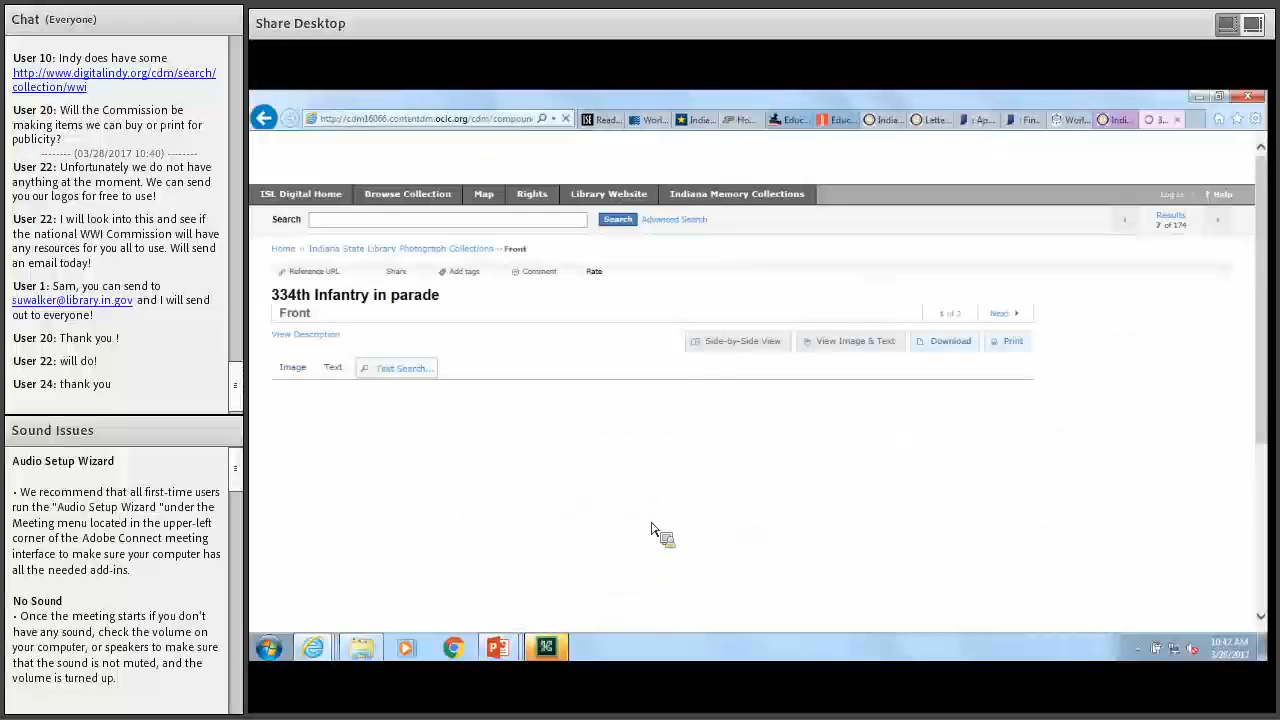 Chat (Everyone)
User 10: Indy does have some
http://www.digitalindy.org/cdm/search/
collection/wwi
User 20: Will the Commission be
making items we can buy or print for
publicity?
-------- (03/28/2017 10:40) --------
User 22: Unfortunately we do not have
anything at the moment. We can send
you our logos for free to use!
User 22: I will look into this and see if
the national WWI Commission will have
any resources for you all to use. Will send
an email today!
User 1: Sam, you can send to
suwalker@library.in.gov and I will send
out to everyone!
User 20: Thank you !
User 22: will do!
User 24: thank you
Sound Issues
Audio Setup Wizard
• We recommend that all first-time users
run the "Audio Setup Wizard "under the
Meeting menu located in the upper-left
corner of the Adobe Connect meeting
interface to make sure your computer has
all the needed add-ins.
No Sound
• Once the meeting starts if you don't
have any sound, check the volume on
your computer, or speakers to make sure
that the sound is not muted, and the
volume is turned up.
Share Desktop
http://cdm16066.contentdm.oclc.org/cdm/compoun
Read... Worl... India... Ho... Educ... Educ... India... Lette... Ap... Fin... Worl... Indi... 3...
ISL Digital Home Browse Collection Map Rights Library Website Indiana Memory Collections Log in Help
Search Search Advanced Search Results
7 of 174
Home » Indiana State Library Photograph Collections » Front
Reference URL Share Add tags Comment Rate
334th Infantry in parade
Front 1 of 3 Next
View Description
Side-by-Side View View Image & Text Download Print
Image Text Text Search...
10:42 AM
3/28/2017